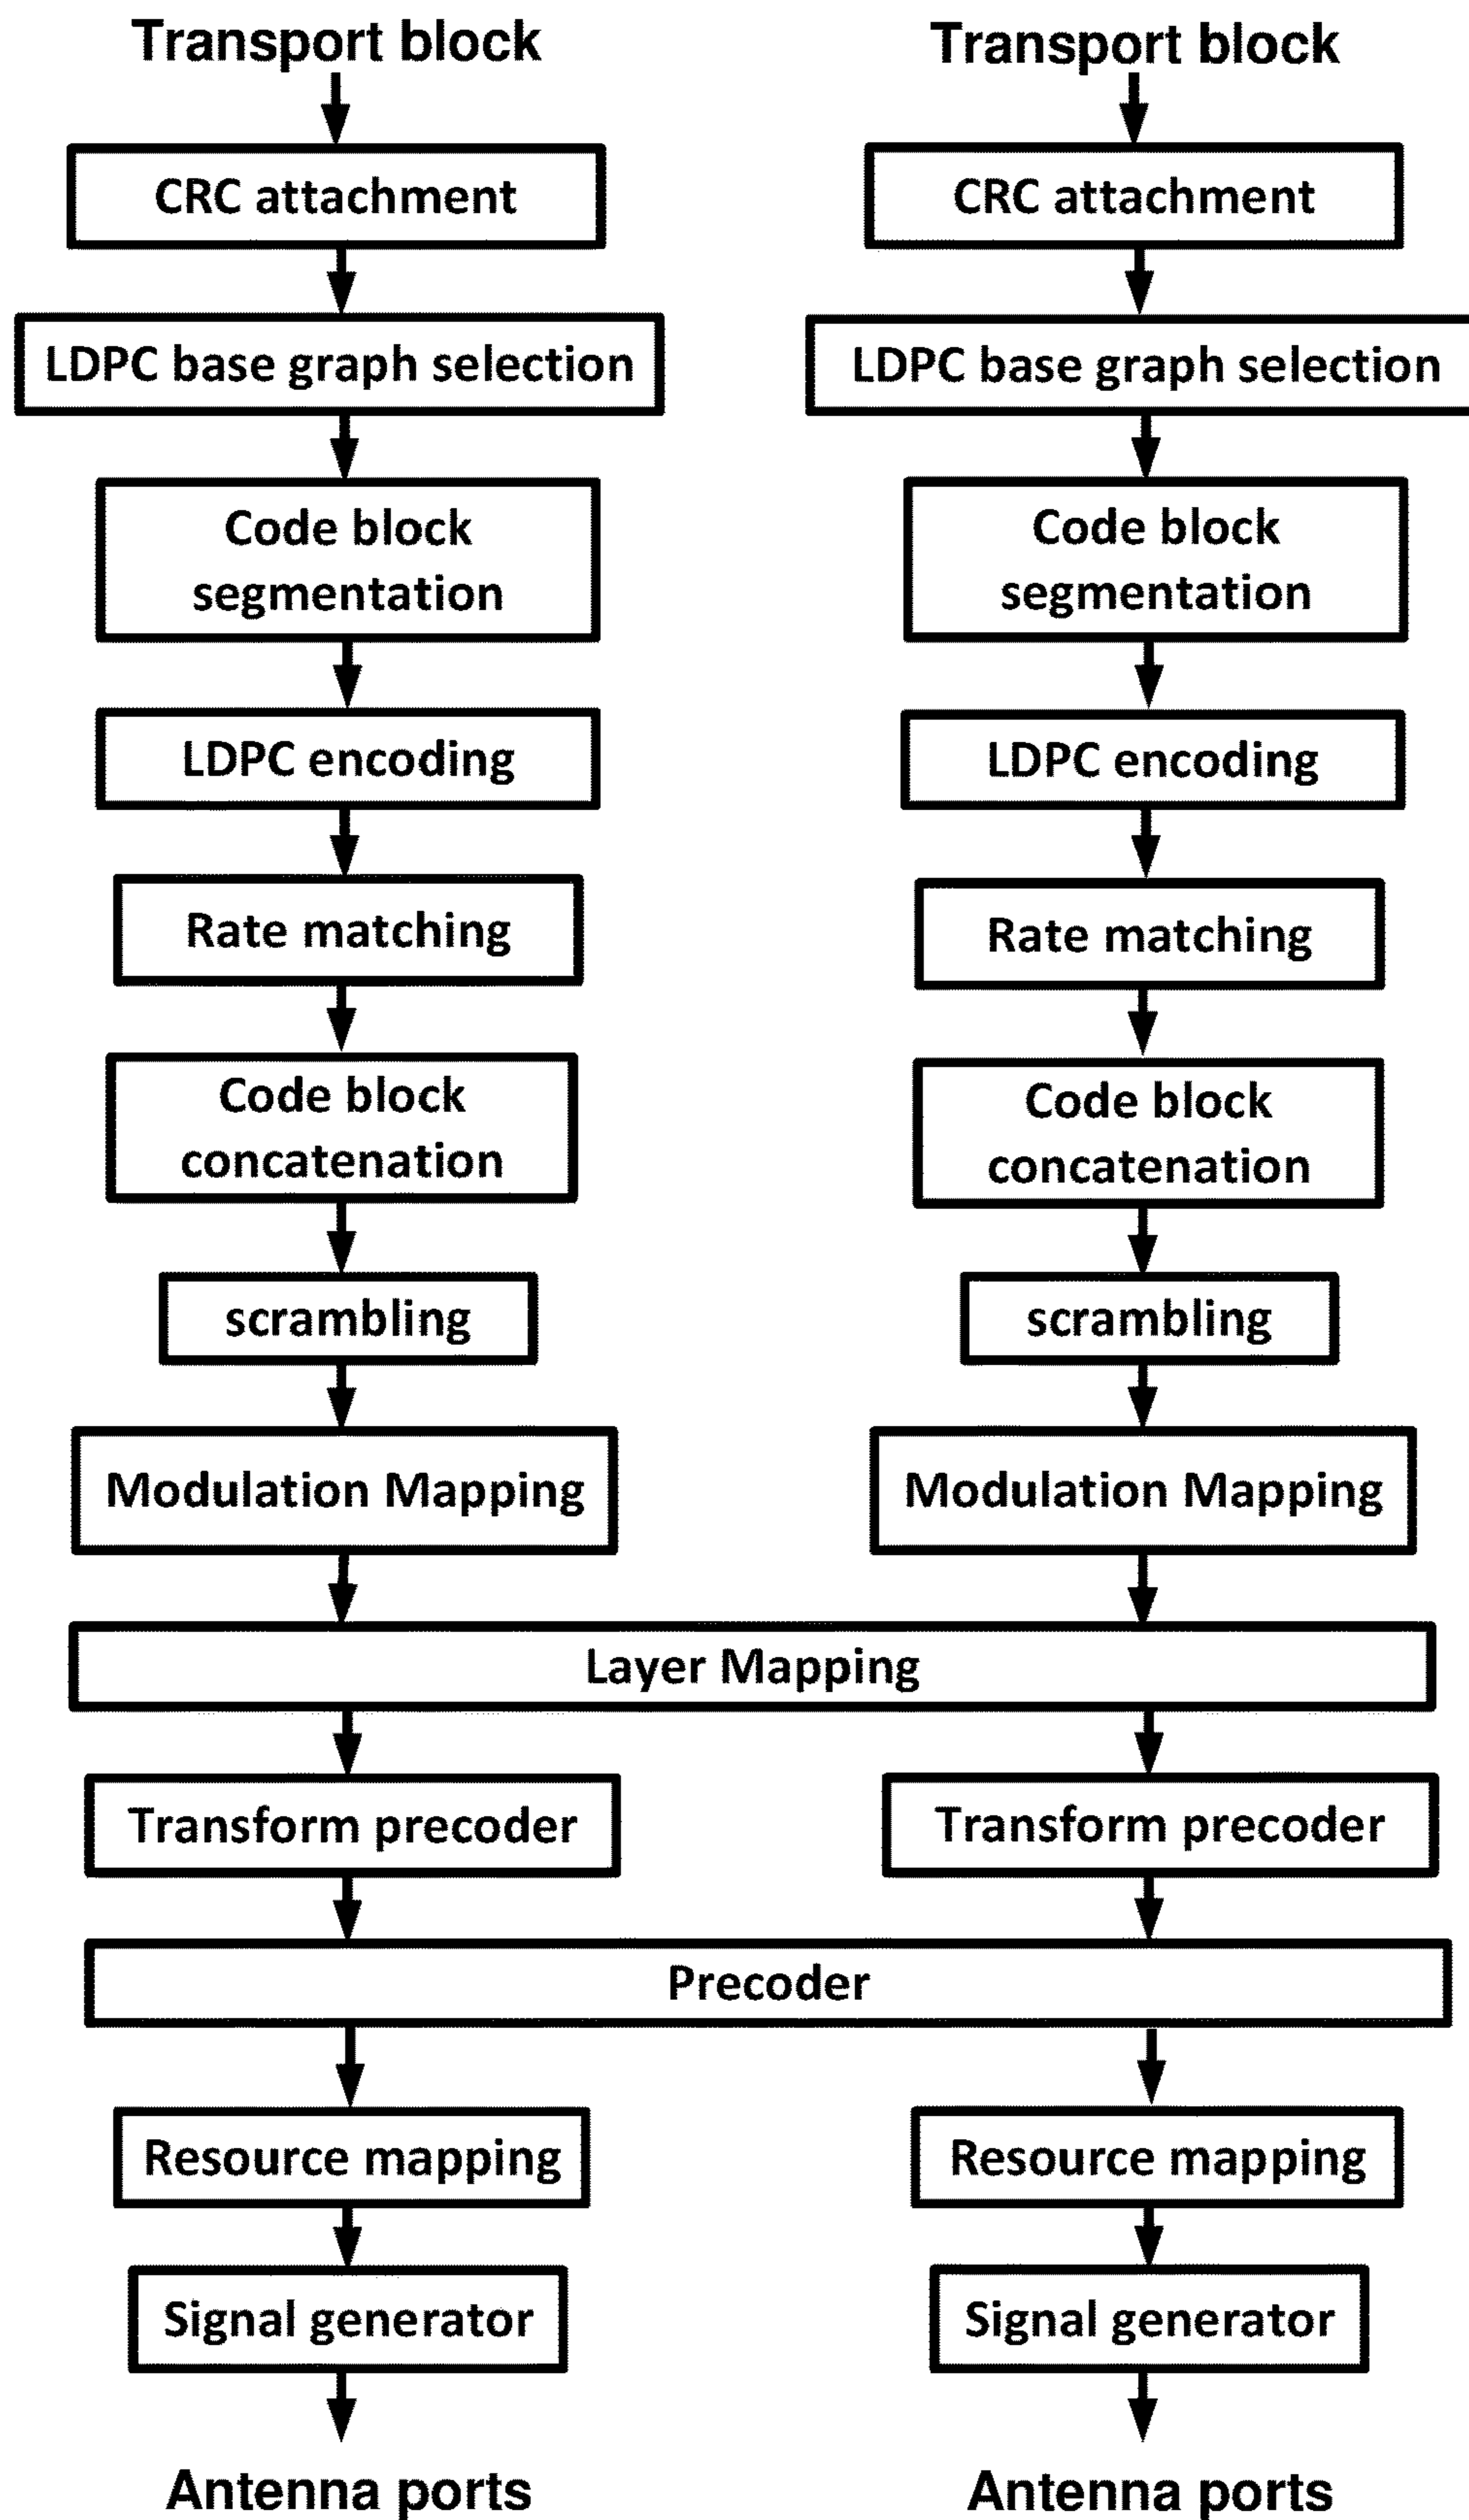 Transport block
Transport block
CRC attachment
CRC attachment
LDPC base graph selection
LDPC base graph selection
Code block
segmentation
Code block
segmentation
LDPC encoding
LDPC encoding
Rate matching
Rate matching
Code block
concatenation
Code block
concatenation
scrambling
scrambling
Modulation Mapping
Modulation Mapping
Layer Mapping
Transform precoder
Transform precoder
Precoder
Resource mapping
Resource mapping
Signal generator
Signal generator
Antenna ports
Antenna ports